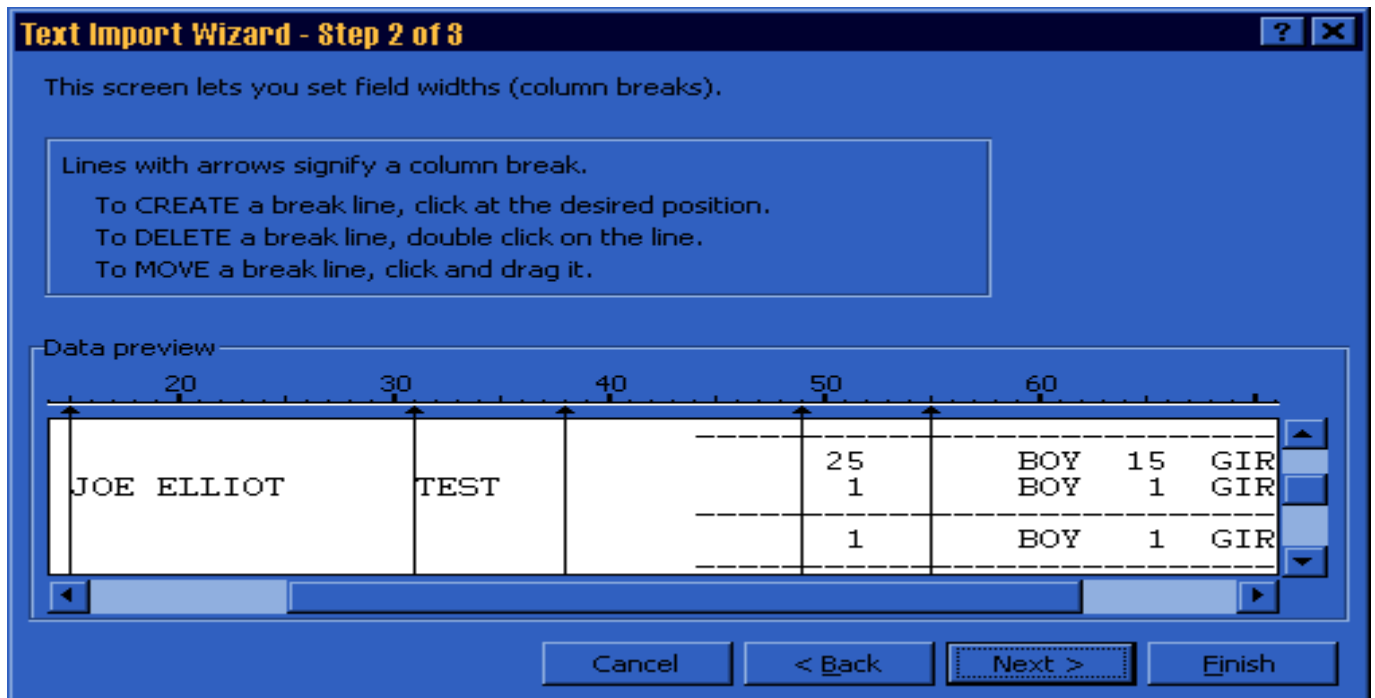 Text Import Wizard - Step 2 of 3
This screen lets you set field widths (column breaks).
Lines with arrows signify a column break.
To CREATE a break line, click at the desired position.
To DELETE a break line, double click on the line.
To MOVE a break line, click and drag it.
Data preview
20 30 40 50 60
---------------------------
25 BOY 15 GIR
JOE ELLIOT TEST 1 BOY 1 GIR
---------------------------
1 BOY 1 GIR
---------------------------
Cancel < Back Next > Finish